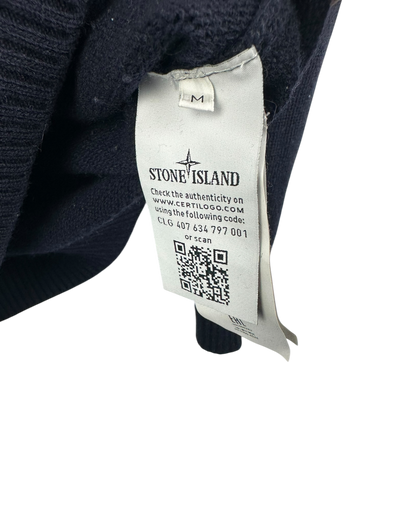 M
STONE ISLAND
Check the authenticity on
WWW.CERTILOGO.COM
using the following code:
CLG 407 634 797 001
or scan